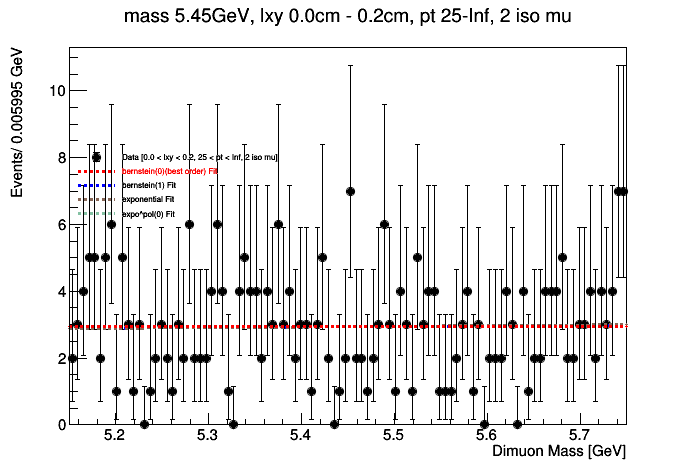 mass 5.45GeV, lxy 0.0cm - 0.2cm, pt 25-Inf, 2 iso mu
Events/ 0.005995 GeV
10
8
6
4
2
0
Data [0.0 < lxy < 0.2, 25 < pt < Inf, 2 iso mu]
bernstein(0)(best order) Fit
bernstein(1) Fit
exponential Fit
expo*pol(0) Fit
5.2 5.3 5.4 5.5 5.6 5.7
Dimuon Mass [GeV]